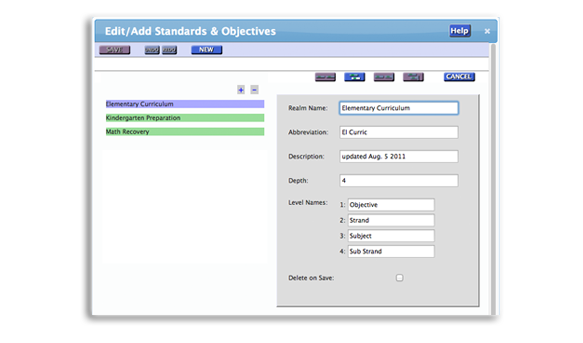 Edit/Add Standards & Objectives
Help
×
SAVE
NEW
CANCEL
+ −
Elementary Curriculum
Kindergarten Preparation
Math Recovery
Realm Name: Elementary Curriculum
Abbreviation: El Curric
Description: updated Aug. 5 2011
Depth: 4
Level Names: 1: Objective
2: Strand
3: Subject
4: Sub Strand
Delete on Save: